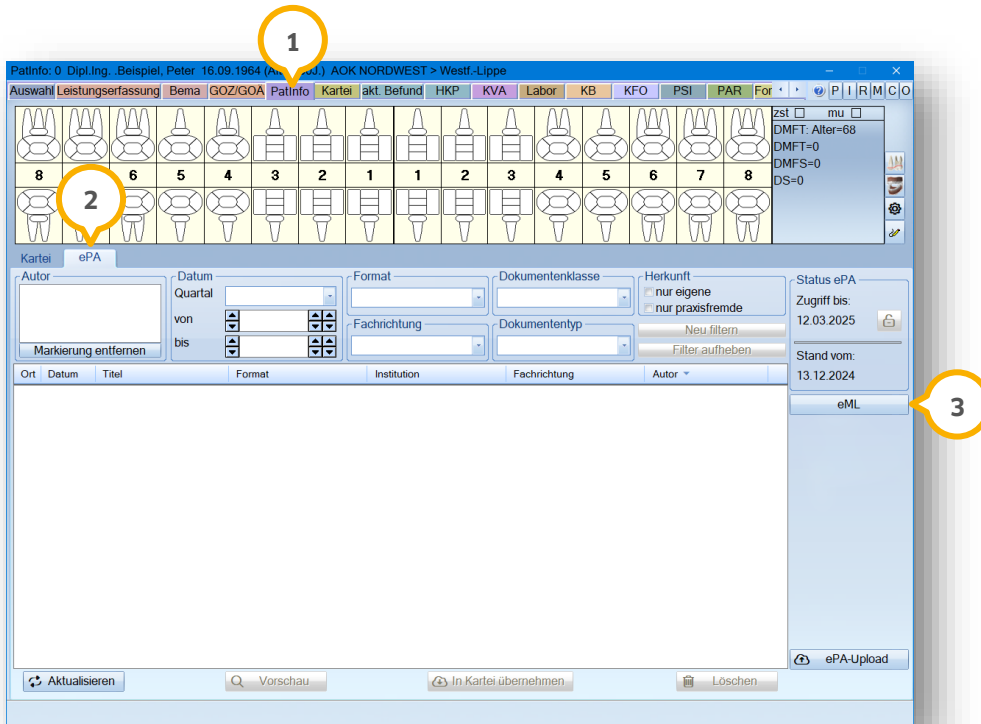 1
PatInfo: 0 Dipl.Ing. .Beispiel, Peter 16.09.1964 AOK NORDWEST > Westf.-Lippe
Auswahl Leistungserfassung Bema GOZ/GOÄ PatInfo Kartei akt. Befund HKP KVA Labor KB KFO PSI PAR For P I R M C O
zst mu
DMFT: Alter=68
DMFT=0
DMFS=0
DS=0
8 6 5 4 3 2 1 1 2 3 4 5 6 7 8
2
Kartei ePA
Autor
Markierung entfernen
Datum
Quartal
von
bis
Format
Fachrichtung
Dokumentenklasse
Dokumententyp
Herkunft
nur eigene
nur praxisfremde
Neu filtern
Filter aufheben
Status ePA
Zugriff bis:
12.03.2025
Stand vom:
13.12.2024
Ort Datum Titel Format Institution Fachrichtung Autor
eML
3
ePA-Upload
Aktualisieren Vorschau In Kartei übernehmen Löschen